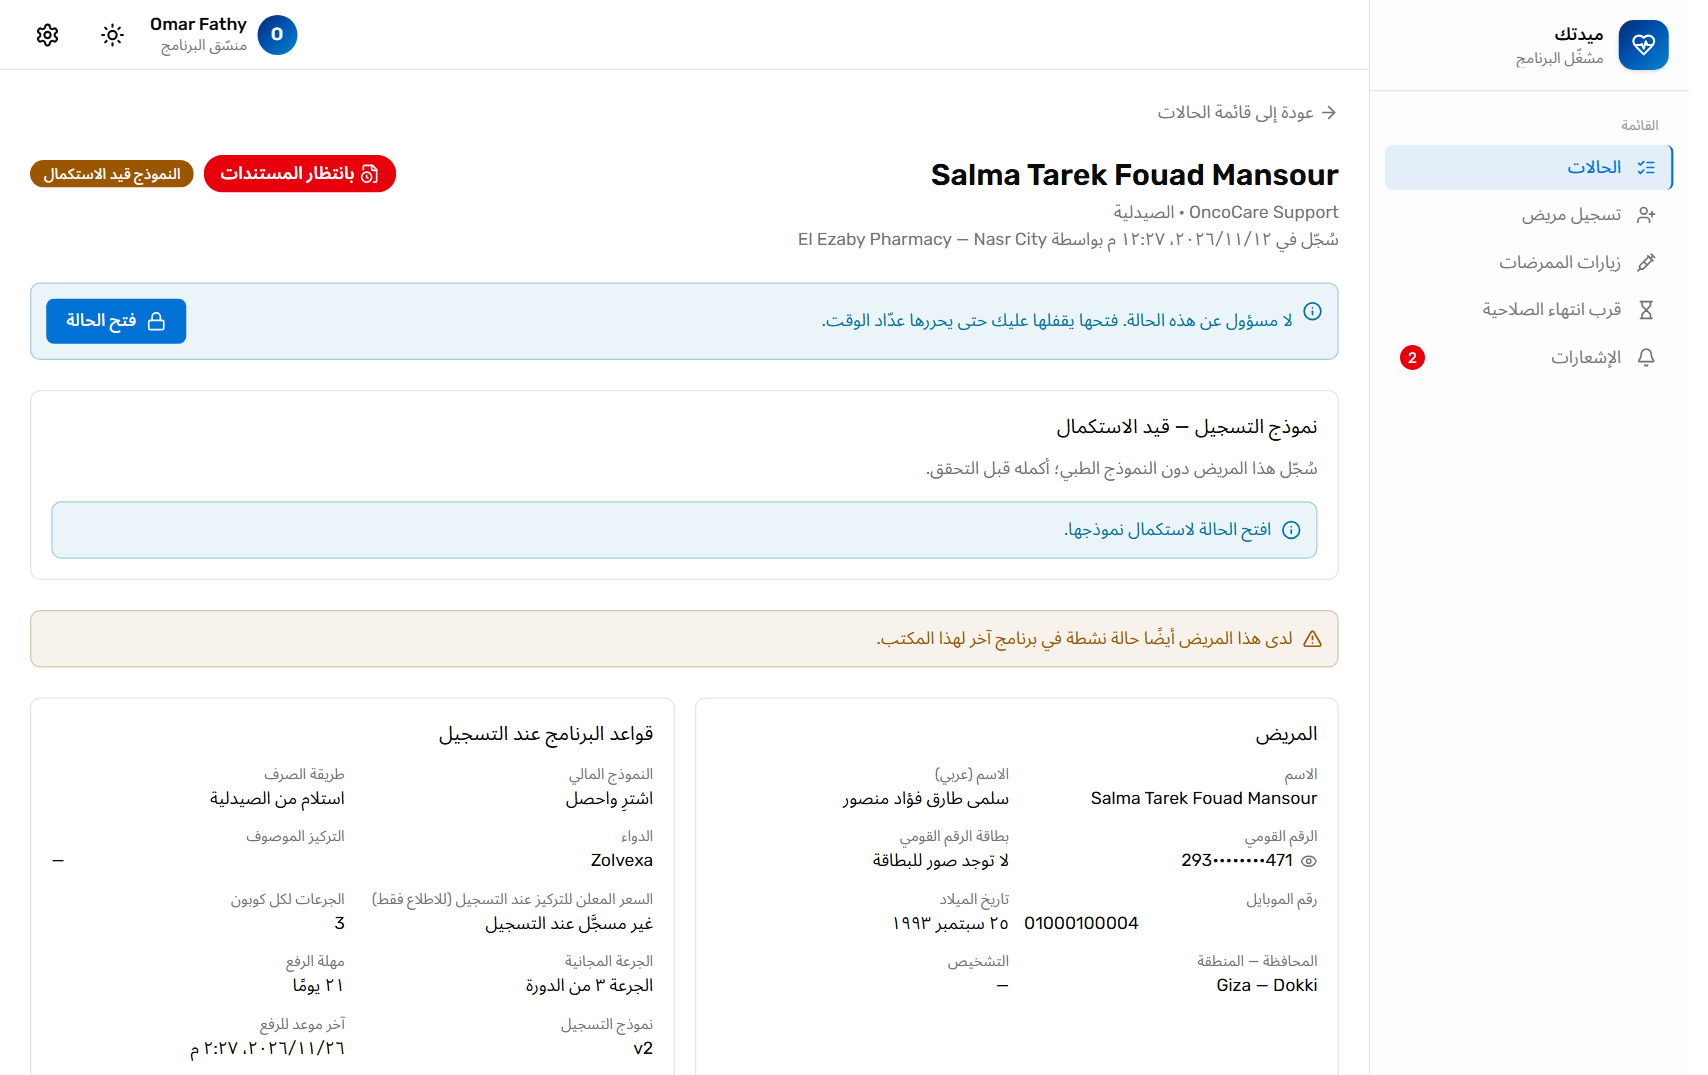 ميدتك
مشغّل البرنامج
القائمة
الحالات
تسجيل مريض
زيارات الممرضات
قرب انتهاء الصلاحية
الإشعارات
2
O
Omar Fathy
منسّق البرنامج
عودة إلى قائمة الحالات
Salma Tarek Fouad Mansour
بانتظار المستندات
النموذج قيد الاستكمال
OncoCare Support • الصيدلية
سُجّل في ٢٠٢٦/١١/١٢، ١٢:٢٧ م بواسطة El Ezaby Pharmacy — Nasr City
لا مسؤول عن هذه الحالة. فتحها يقفلها عليك حتى يحررها عدّاد الوقت.
فتح الحالة
نموذج التسجيل — قيد الاستكمال
سُجّل هذا المريض دون النموذج الطبي؛ أكمله قبل التحقق.
افتح الحالة لاستكمال نموذجها.
لدى هذا المريض أيضًا حالة نشطة في برنامج آخر لهذا المكتب.
المريض
الاسم
Salma Tarek Fouad Mansour
الاسم (عربي)
سلمى طارق فؤاد منصور
الرقم القومي
293••••••••471
بطاقة الرقم القومي
لا توجد صور للبطاقة
رقم الموبايل
01000100004
تاريخ الميلاد
٢٥ سبتمبر ١٩٩٣
المحافظة — المنطقة
Giza — Dokki
التشخيص
—
قواعد البرنامج عند التسجيل
النموذج المالي
اشترِ واحصل
طريقة الصرف
استلام من الصيدلية
الدواء
Zolvexa
التركيز الموصوف
—
السعر المعلن للتركيز عند التسجيل (للاطلاع فقط)
غير مسجَّل عند التسجيل
الجرعات لكل كوبون
3
الجرعة المجانية
الجرعة ٣ من الدورة
مهلة الرفع
٢١ يومًا
نموذج التسجيل
v2
آخر موعد للرفع
٢٠٢٦/١١/٢٦، ٢:٢٧ م